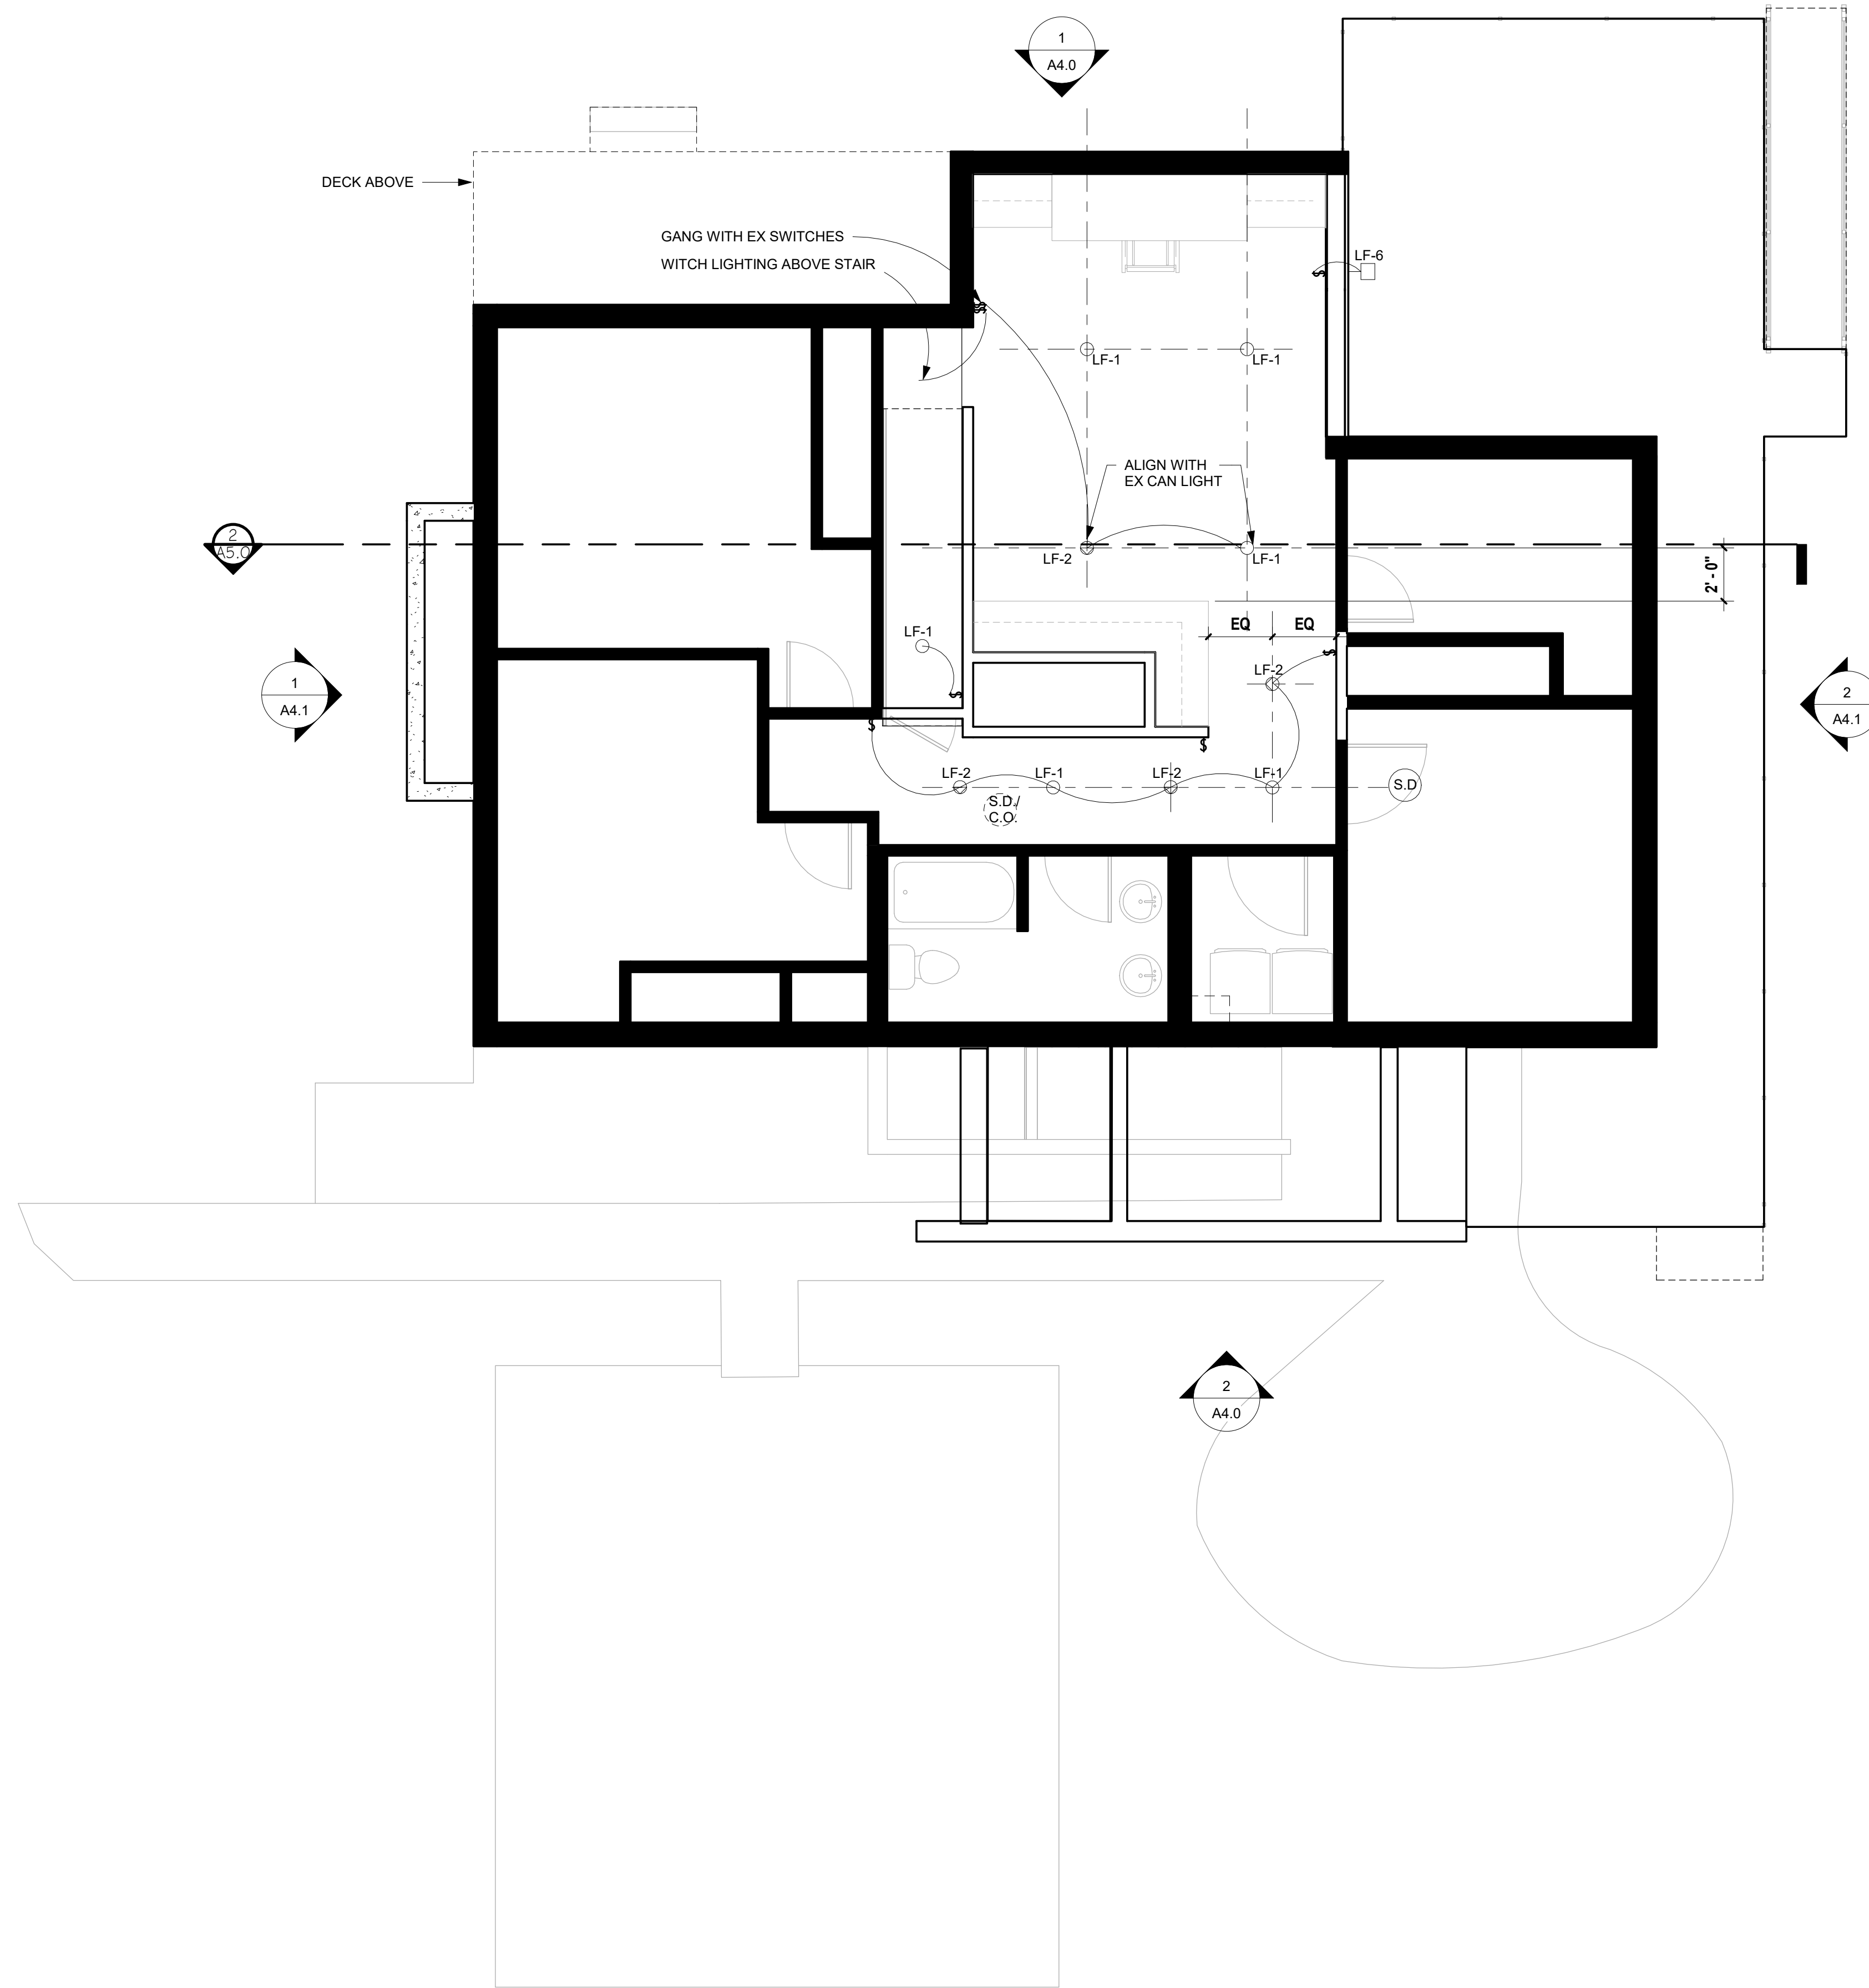 1
A4.0
DECK ABOVE
GANG WITH EX SWITCHES
WITCH LIGHTING ABOVE STAIR
LF-6
$
$$
LF-1
LF-1
ALIGN WITH
EX CAN LIGHT
2
A5.0
LF-2
LF-1
2' - 0"
EQ
EQ
LF-1
$
LF-2
$
1
A4.1
2
A4.1
$
$
LF-2
LF-1
LF-2
LF-1
S.D
S.D./
C.O.
2
A4.0